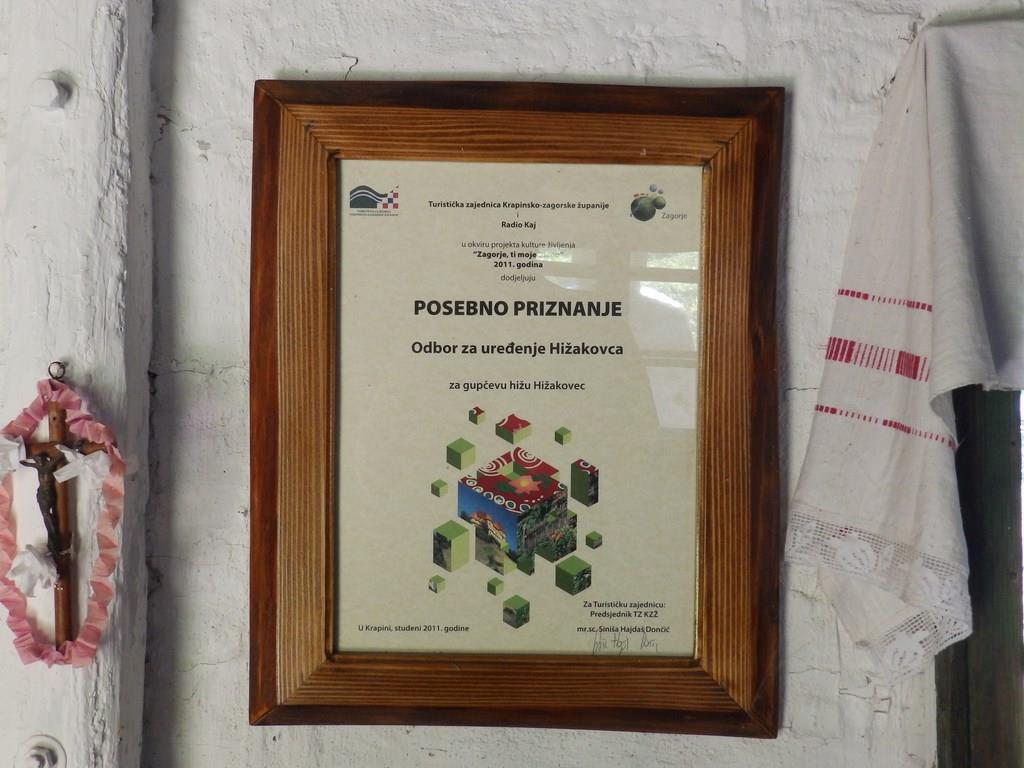 Turistička zajednica Krapinsko-zagorske županije
i
Radio Kaj
Zagorje
u okviru projekta kulture življenja
"Zagorje, ti moje
2011. godina
dodjeljuju
POSEBNO PRIZNANJE
Odbor za uređenje Hižakovca
za gupčevu hižu Hižakovec
Za Turističku zajednicu:
Predsjednik TZ KZŽ
U Krapini, studeni 2011. godine
mr.sc. Siniša Hajdaš Dončić